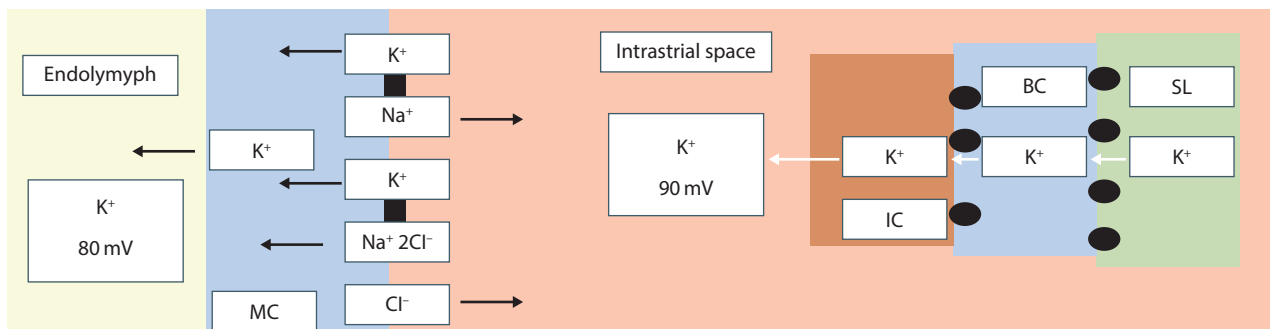 Endolymyph
K⁺
80 mV
K⁺
K⁺
Na⁺
K⁺
Na⁺ 2Cl⁻
Cl⁻
MC
Intrastrial space
K⁺
90 mV
K⁺
IC
BC
K⁺
SL
K⁺